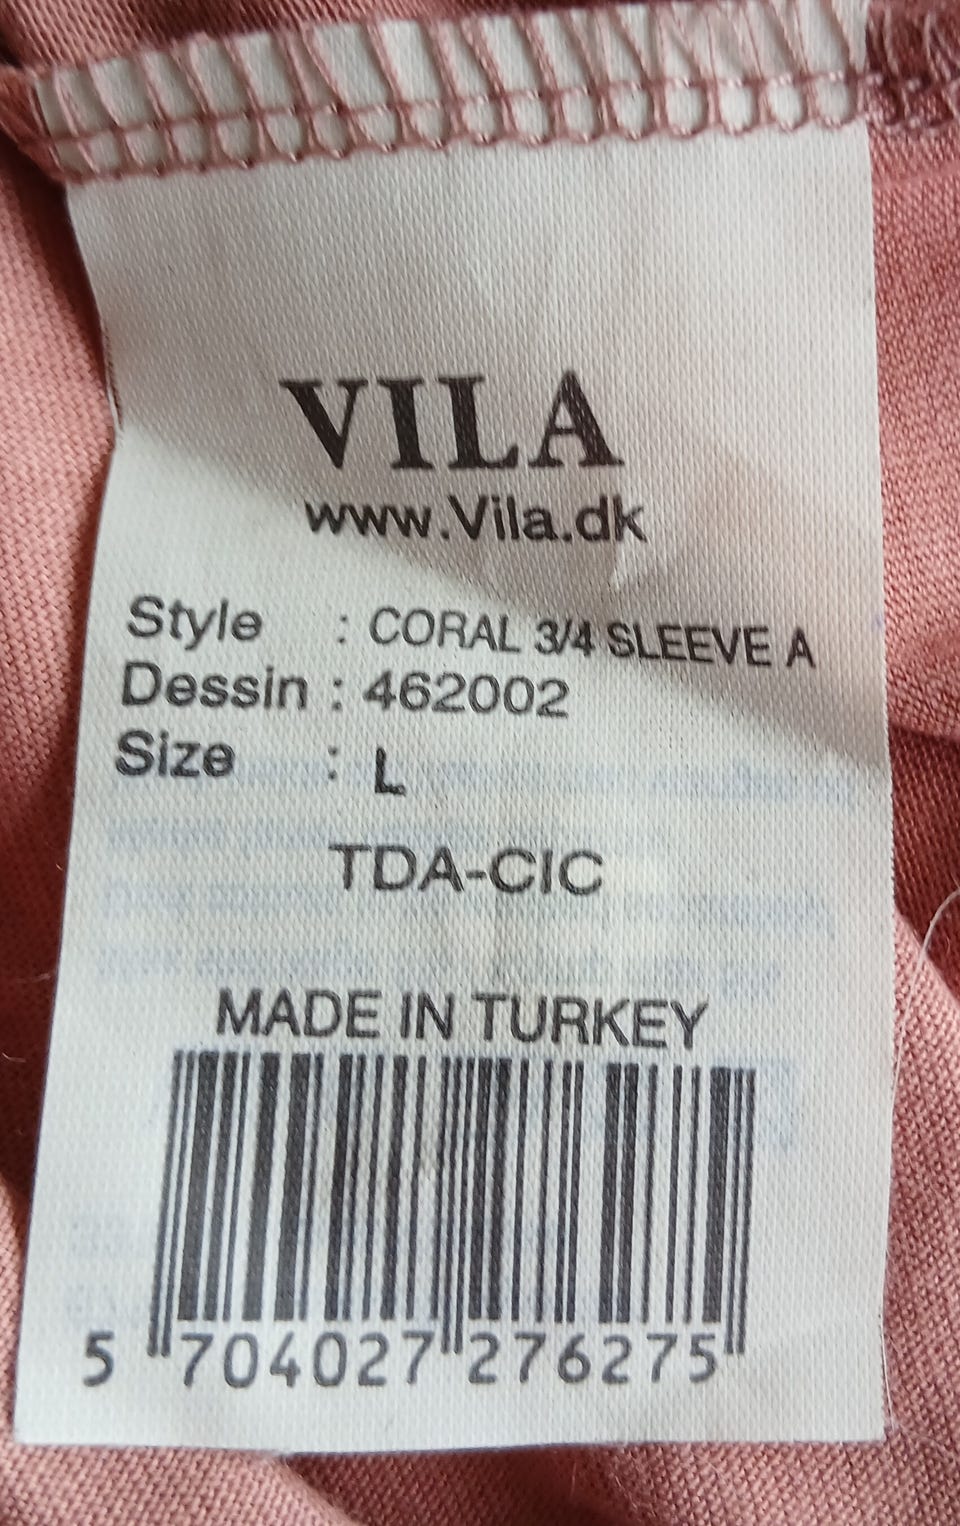 VILA
www.Vila.dk
Style : CORAL 3/4 SLEEVE A
Dessin : 462002
Size : L
TDA-CIC
MADE IN TURKEY
5 704027 276275